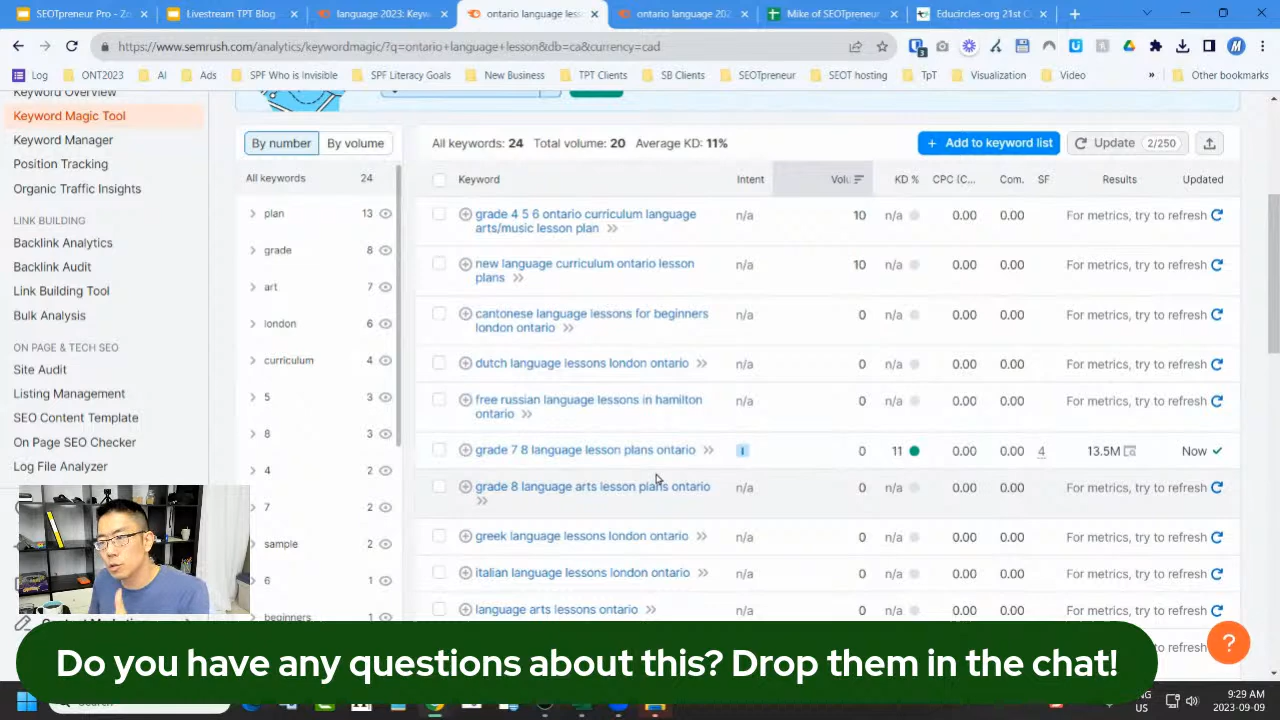 SEOTpreneur Pro - Zo
Livestream TPT Blog
language 2023: Keyw
ontario language less
ontario language 202
Mike of SEOTpreneur
Educircles-org 21st C
https://www.semrush.com/analytics/keywordmagic/?q=ontario+language+lesson&db=ca&currency=cad
3
M
Log
ONT2023
AI
Ads
SPF Who is Invisible
SPF Literacy Goals
New Business
TPT Clients
SB Clients
SEOTpreneur
SEOT hosting
TpT
Visualization
Video
»
Other bookmarks
Keyword Overview
Keyword Magic Tool
Keyword Manager
Position Tracking
Organic Traffic Insights
LINK BUILDING
Backlink Analytics
Backlink Audit
Link Building Tool
Bulk Analysis
ON PAGE & TECH SEO
Site Audit
Listing Management
SEO Content Template
On Page SEO Checker
Log File Analyzer
By number
By volume
All keywords 24
plan 13
grade 8
art 7
london 6
curriculum 4
5 3
8 3
4 2
7 2
sample 2
6 1
beginners 1
All keywords: 24 Total volume: 20 Average KD: 11%
+ Add to keyword list
Update 2/250
Keyword Intent Volu KD % CPC (C... Com. SF Results Updated
grade 4 5 6 ontario curriculum language
arts/music lesson plan » n/a 10 n/a 0.00 0.00 For metrics, try to refresh
new language curriculum ontario lesson
plans » n/a 10 n/a 0.00 0.00 For metrics, try to refresh
cantonese language lessons for beginners
london ontario » n/a 0 n/a 0.00 0.00 For metrics, try to refresh
dutch language lessons london ontario » n/a 0 n/a 0.00 0.00 For metrics, try to refresh
free russian language lessons in hamilton
ontario » n/a 0 n/a 0.00 0.00 For metrics, try to refresh
grade 7 8 language lesson plans ontario » I 0 11 0.00 0.00 4 13.5M Now
grade 8 language arts lesson plans ontario
» n/a 0 n/a 0.00 0.00 For metrics, try to refresh
greek language lessons london ontario » n/a 0 n/a 0.00 0.00 For metrics, try to refresh
italian language lessons london ontario » n/a 0 n/a 0.00 0.00 For metrics, try to refresh
language arts lessons ontario » n/a 0 n/a 0.00 0.00 For metrics, try to refresh
Do you have any questions about this? Drop them in the chat!
?
US
9:29 AM
2023-09-09